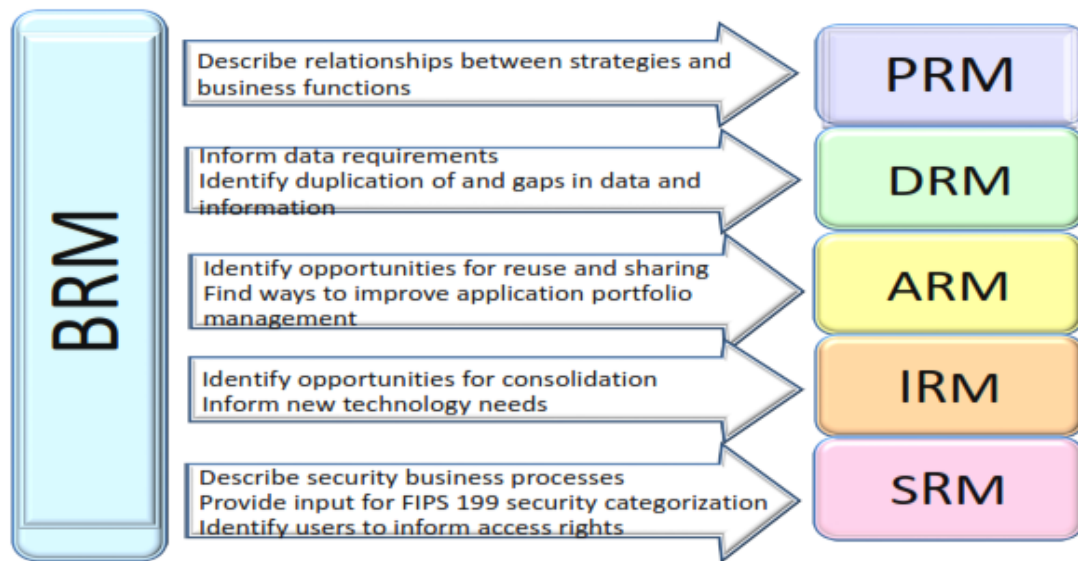 BRM
Describe relationships between strategies and
business functions
PRM
Inform data requirements
Identify duplication of and gaps in data and
information
DRM
Identify opportunities for reuse and sharing
Find ways to improve application portfolio
management
ARM
Identify opportunities for consolidation
Inform new technology needs
IRM
Describe security business processes
Provide input for FIPS 199 security categorization
Identify users to inform access rights
SRM